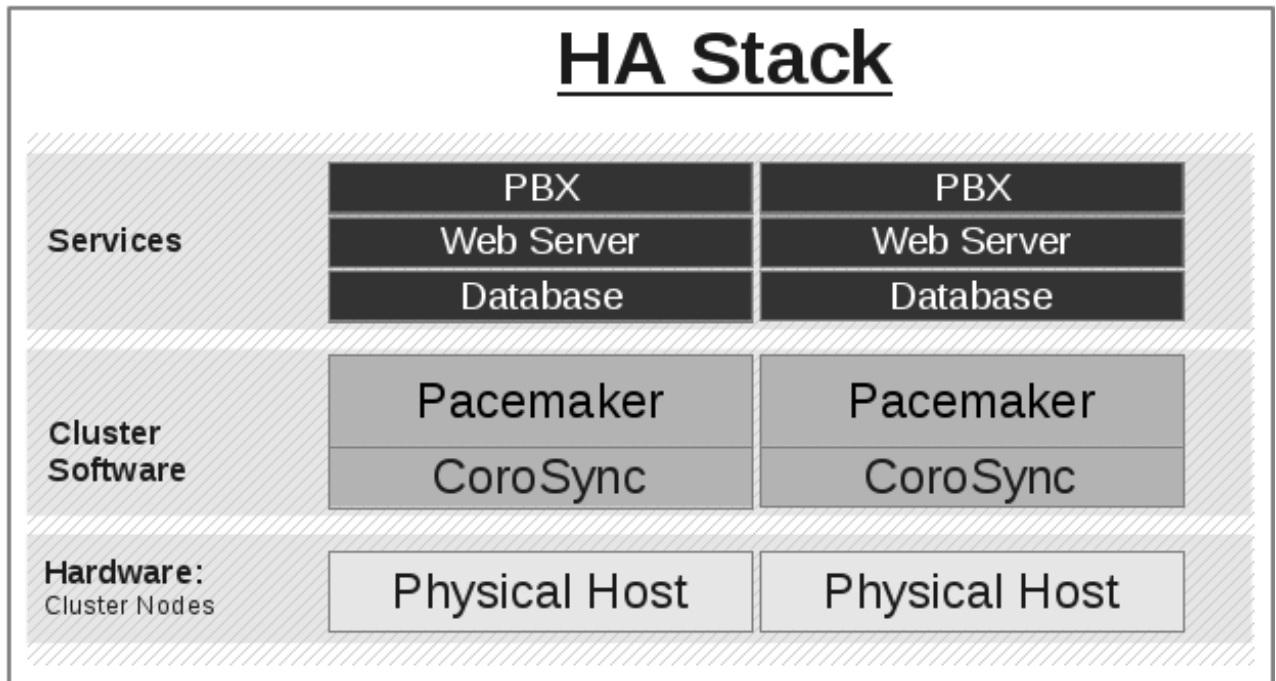 HA Stack
Services
PBX
PBX
Web Server
Web Server
Database
Database
Cluster
Software
Pacemaker
Pacemaker
CoroSync
CoroSync
Hardware:
Cluster Nodes
Physical Host
Physical Host